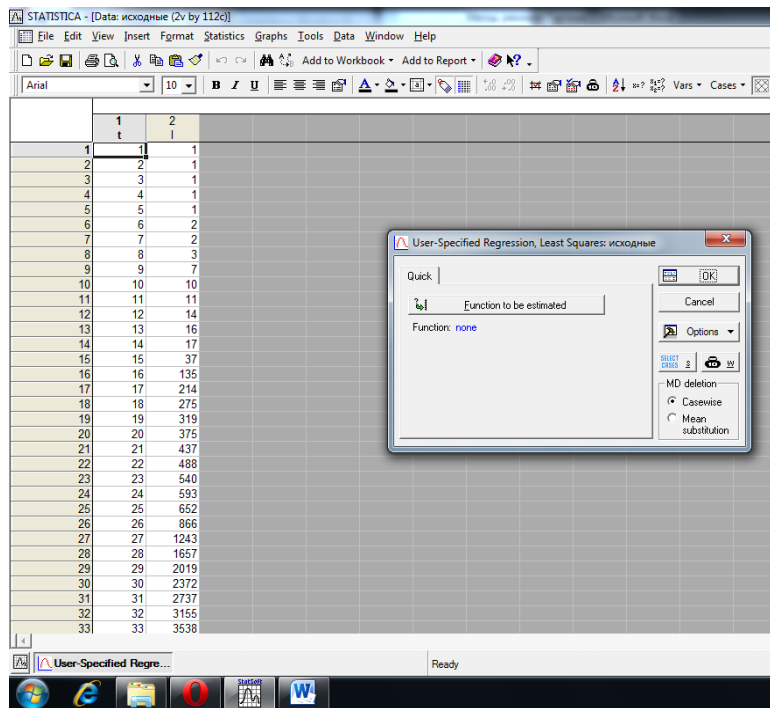 STATISTICA - [Data: исходные (2v by 112c)]
File Edit View Insert Format Statistics Graphs Tools Data Window Help
Add to Workbook Add to Report
Arial 10 B I U Vars Cases
1 2
t l
1 1 1
2 2 1
3 3 1
4 4 1
5 5 1
6 6 2
7 7 2
8 8 3
9 9 7
10 10 10
11 11 11
12 12 14
13 13 16
14 14 17
15 15 37
16 16 135
17 17 214
18 18 275
19 19 319
20 20 375
21 21 437
22 22 488
23 23 540
24 24 593
25 25 652
26 26 866
27 27 1243
28 28 1657
29 29 2019
30 30 2372
31 31 2737
32 32 3155
33 33 3538
User-Specified Regression, Least Squares: исходные
Quick
Function to be estimated
Function: none
OK
Cancel
Options
SELECT CASES S W
MD deletion
Casewise
Mean
substitution
User-Specified Regre...
Ready
StatSoft
W